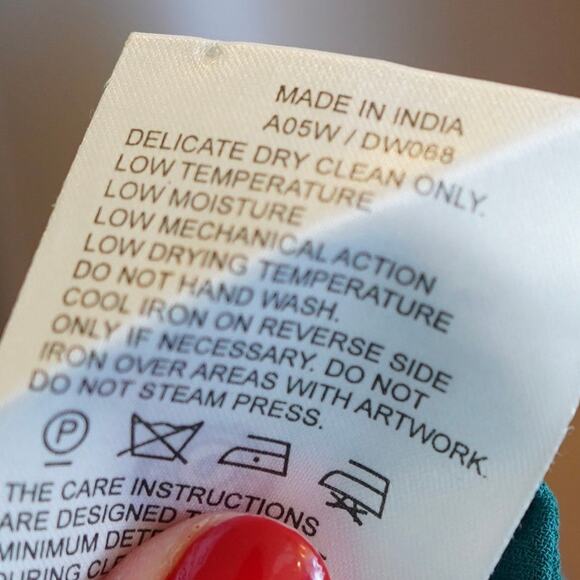 MADE IN INDIA
A05W / DW068
DELICATE DRY CLEAN ONLY.
LOW TEMPERATURE
LOW MOISTURE
LOW MECHANICAL ACTION
LOW DRYING TEMPERATURE
DO NOT HAND WASH.
COOL IRON ON REVERSE SIDE
ONLY IF NECESSARY. DO NOT
IRON OVER AREAS WITH ARTWORK.
DO NOT STEAM PRESS.
P
THE CARE INSTRUCTIONS
ARE DESIGNED
MINIMUM
DURING